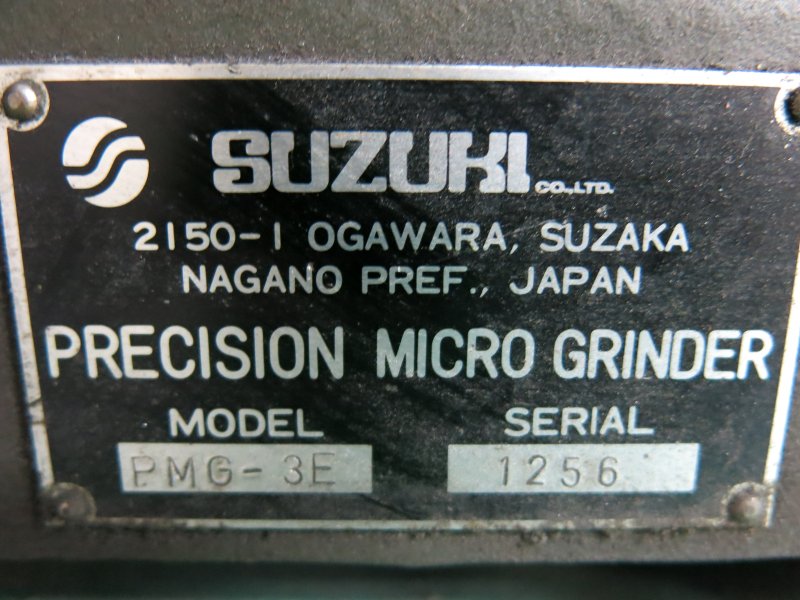 SUZUKI CO.,LTD.
2150-1 OGAWARA, SUZAKA
NAGANO PREF., JAPAN
PRECISION MICRO GRINDER
MODEL SERIAL
PMG-3E 1256